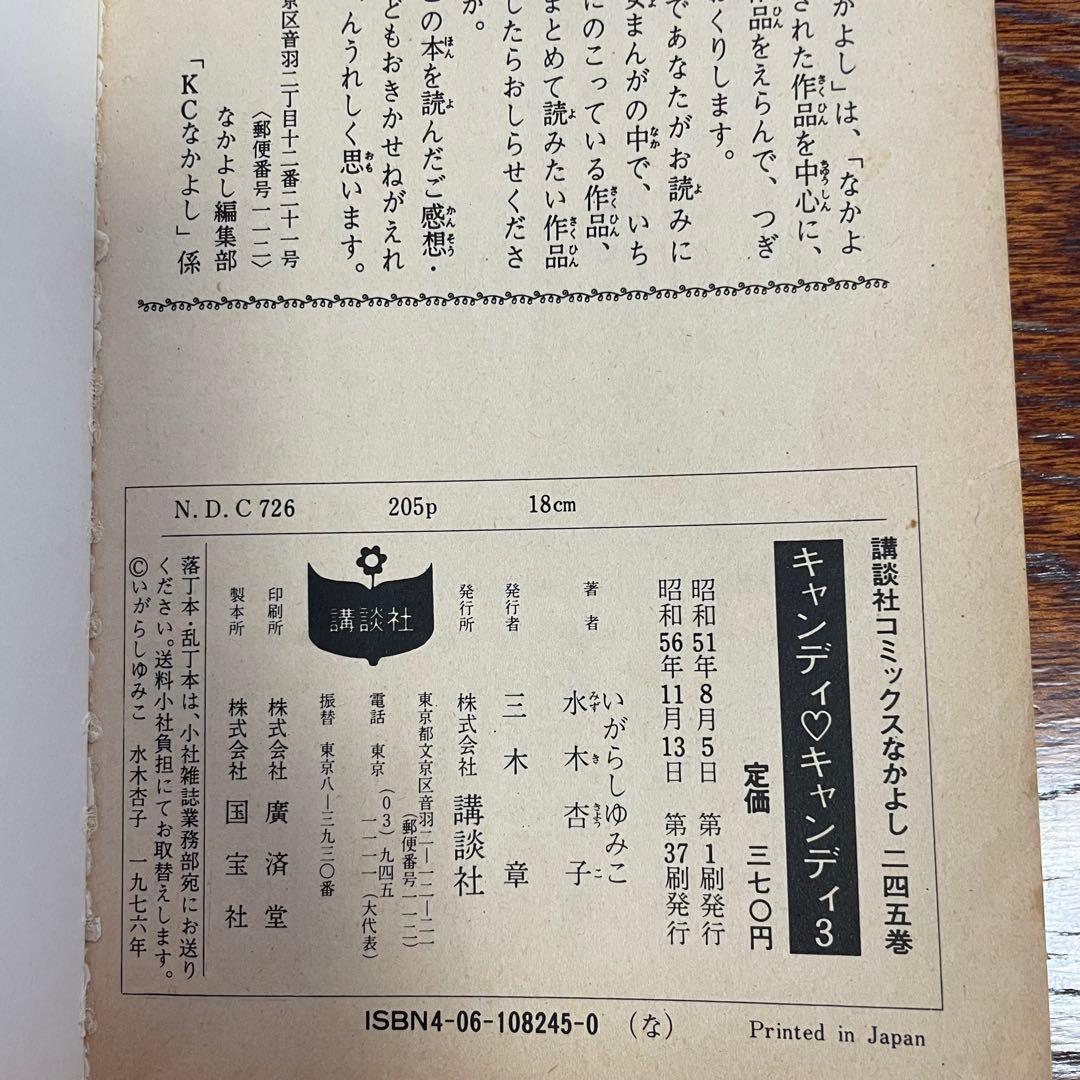 かよし」は、「なかよ
された作品を中心に、
品をえらんで、つぎ
くりします。
であなたがお読みに
まんがの中で、いち
にのこっている作品、
まとめて読みたい作品
したらおしらせくださ
か。
この本を読んだご感想・
どもおきかせねがえれ
んうれしく思います。
京区音羽二丁目十二番二十一号
〈郵便番号一一二〉
なかよし編集部
「KCなかよし」係
N.D.C 726 205p 18cm
講談社コミックスなかよし 二四五巻
キャンディ♡キャンディ3
定価 三七〇円
昭和51年8月5日 第1刷発行
昭和56年11月13日 第37刷発行
著者 いがらしゆみこ
水木杏子
発行者 三木章
発行所 株式会社 講談社
東京都文京区音羽二―一二―二一
(郵便番号一一二)
電話 東京(03)九四五
一一一一(大代表)
振替 東京八―三九三〇番
講談社
印刷所 株式会社 廣済堂
製本所 株式会社 国宝社
落丁本・乱丁本は、小社雑誌業務部宛にお送り
ください。送料小社負担にてお取替えします。
Ⓒいがらしゆみこ 水木杏子 一九七六年
ISBN4-06-108245-0 (な)
Printed in Japan